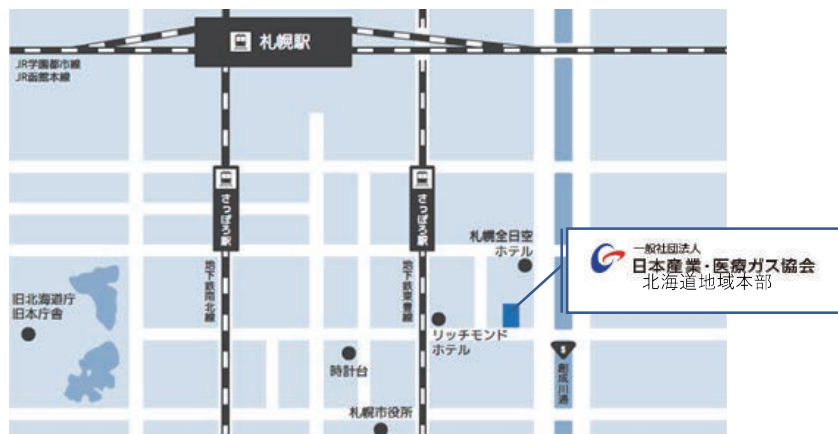 札幌駅
JR学園都市線
JR函館本線
さっぽろ駅
さっぽろ駅
札幌全日空
ホテル
一般社団法人
日本産業・医療ガス協会
北海道地域本部
地下鉄南北線
地下鉄東豊線
旧北海道庁
旧本庁舎
リッチモンド
ホテル
時計台
5
創成川通
札幌市役所